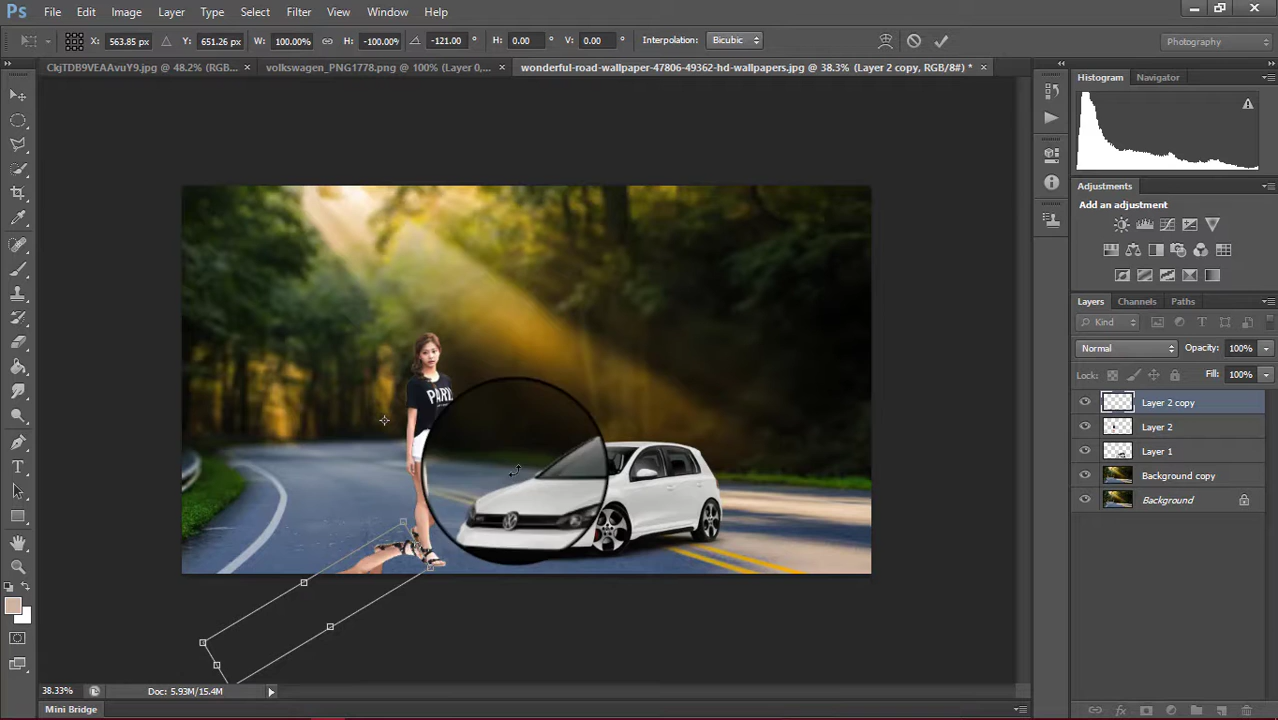 Ps File Edit Image Layer Type Select Filter View Window Help
X: 563.85 px Y: 651.26 px W: 100.00% H: -100.00% -121.00 ° H: 0.00 ° V: 0.00 ° Interpolation: Bicubic Photography
CkjTDB9VEAAvuY9.jpg @ 48.2% (RGB... × volkswagen_PNG1778.png @ 100% (Layer 0,... × wonderful-road-wallpaper-47806-49362-hd-wallpapers.jpg @ 38.3% (Layer 2 copy, RGB/8#) * ×
Histogram Navigator
Adjustments
Add an adjustment
Layers Channels Paths
Kind
Normal Opacity: 100%
Lock: Fill: 100%
Layer 2 copy
Layer 2
Layer 1
Background copy
Background
PARI
38.33% Doc: 5.93M/15.4M
Mini Bridge